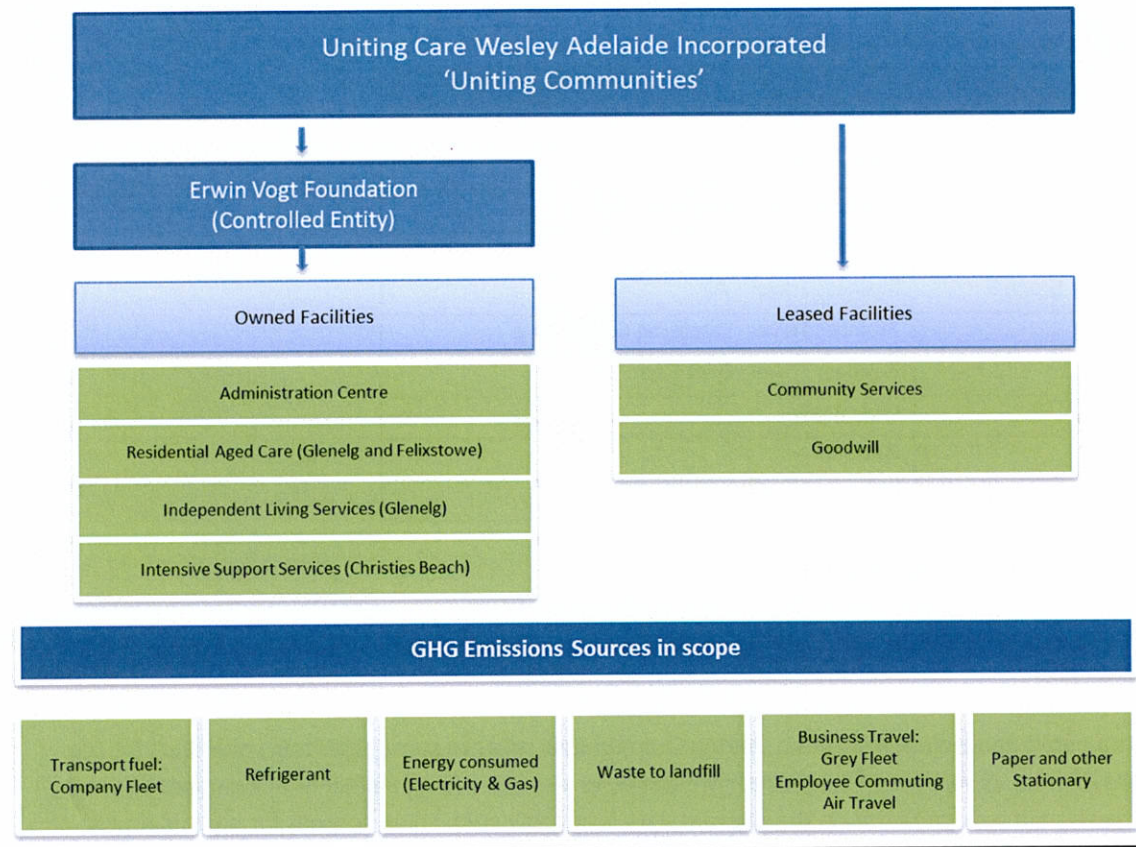 Uniting Care Wesley Adelaide Incorporated
‘Uniting Communities’
Erwin Vogt Foundation
(Controlled Entity)
Owned Facilities
Leased Facilities
Administration Centre
Residential Aged Care (Glenelg and Felixstowe)
Independent Living Services (Glenelg)
Intensive Support Services (Christies Beach)
Community Services
Goodwill
GHG Emissions Sources in scope
Transport fuel:
Company Fleet
Refrigerant
Energy consumed
(Electricity & Gas)
Waste to landfill
Business Travel:
Grey Fleet
Employee Commuting
Air Travel
Paper and other
Stationary